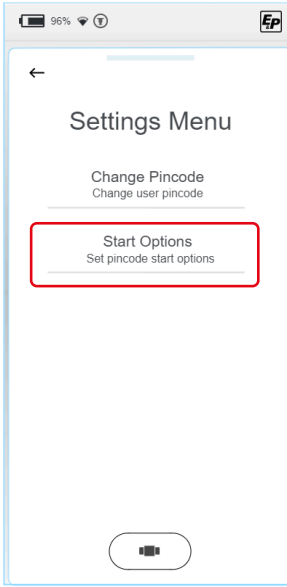 96%
EP
Settings Menu
Change Pincode
Change user pincode
Start Options
Set pincode start options